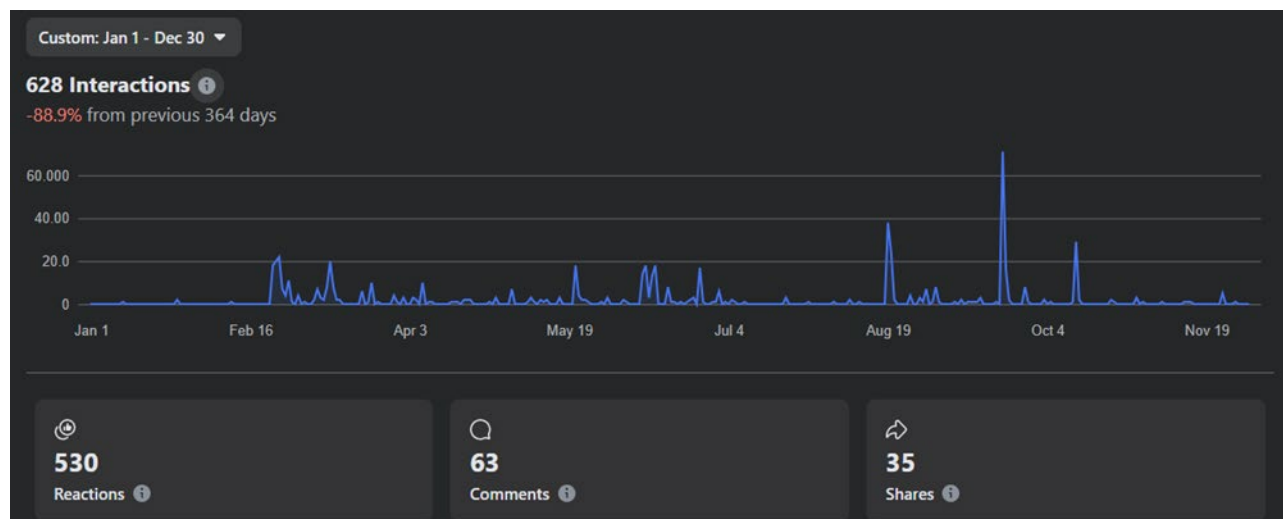 Custom: Jan 1 - Dec 30
628 Interactions
-88.9% from previous 364 days
60.000
40.00
20.0
0
Jan 1 Feb 16 Apr 3 May 19 Jul 4 Aug 19 Oct 4 Nov 19
530 63 35
Reactions Comments Shares